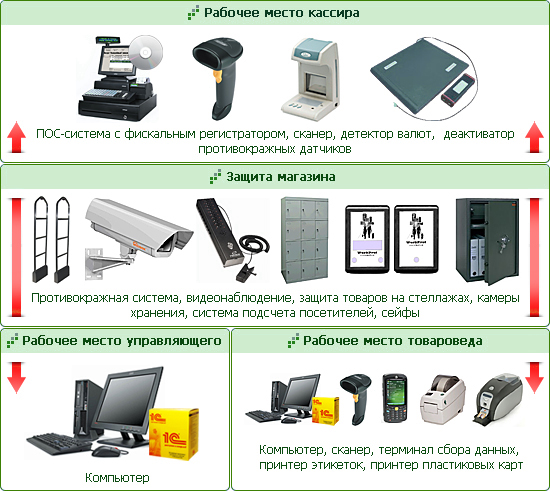 Рабочее место кассира
ПОС-система с фискальным регистратором, сканер, детектор валют, деактиватор
противокражных датчиков
Защита магазина
Противокражная система, видеонаблюдение, защита товаров на стеллажах, камеры
хранения, система подсчета посетителей, сейфы
Рабочее место управляющего
1С
Компьютер
Рабочее место товароведа
1С
Компьютер, сканер, терминал сбора данных,
принтер этикеток, принтер пластиковых карт